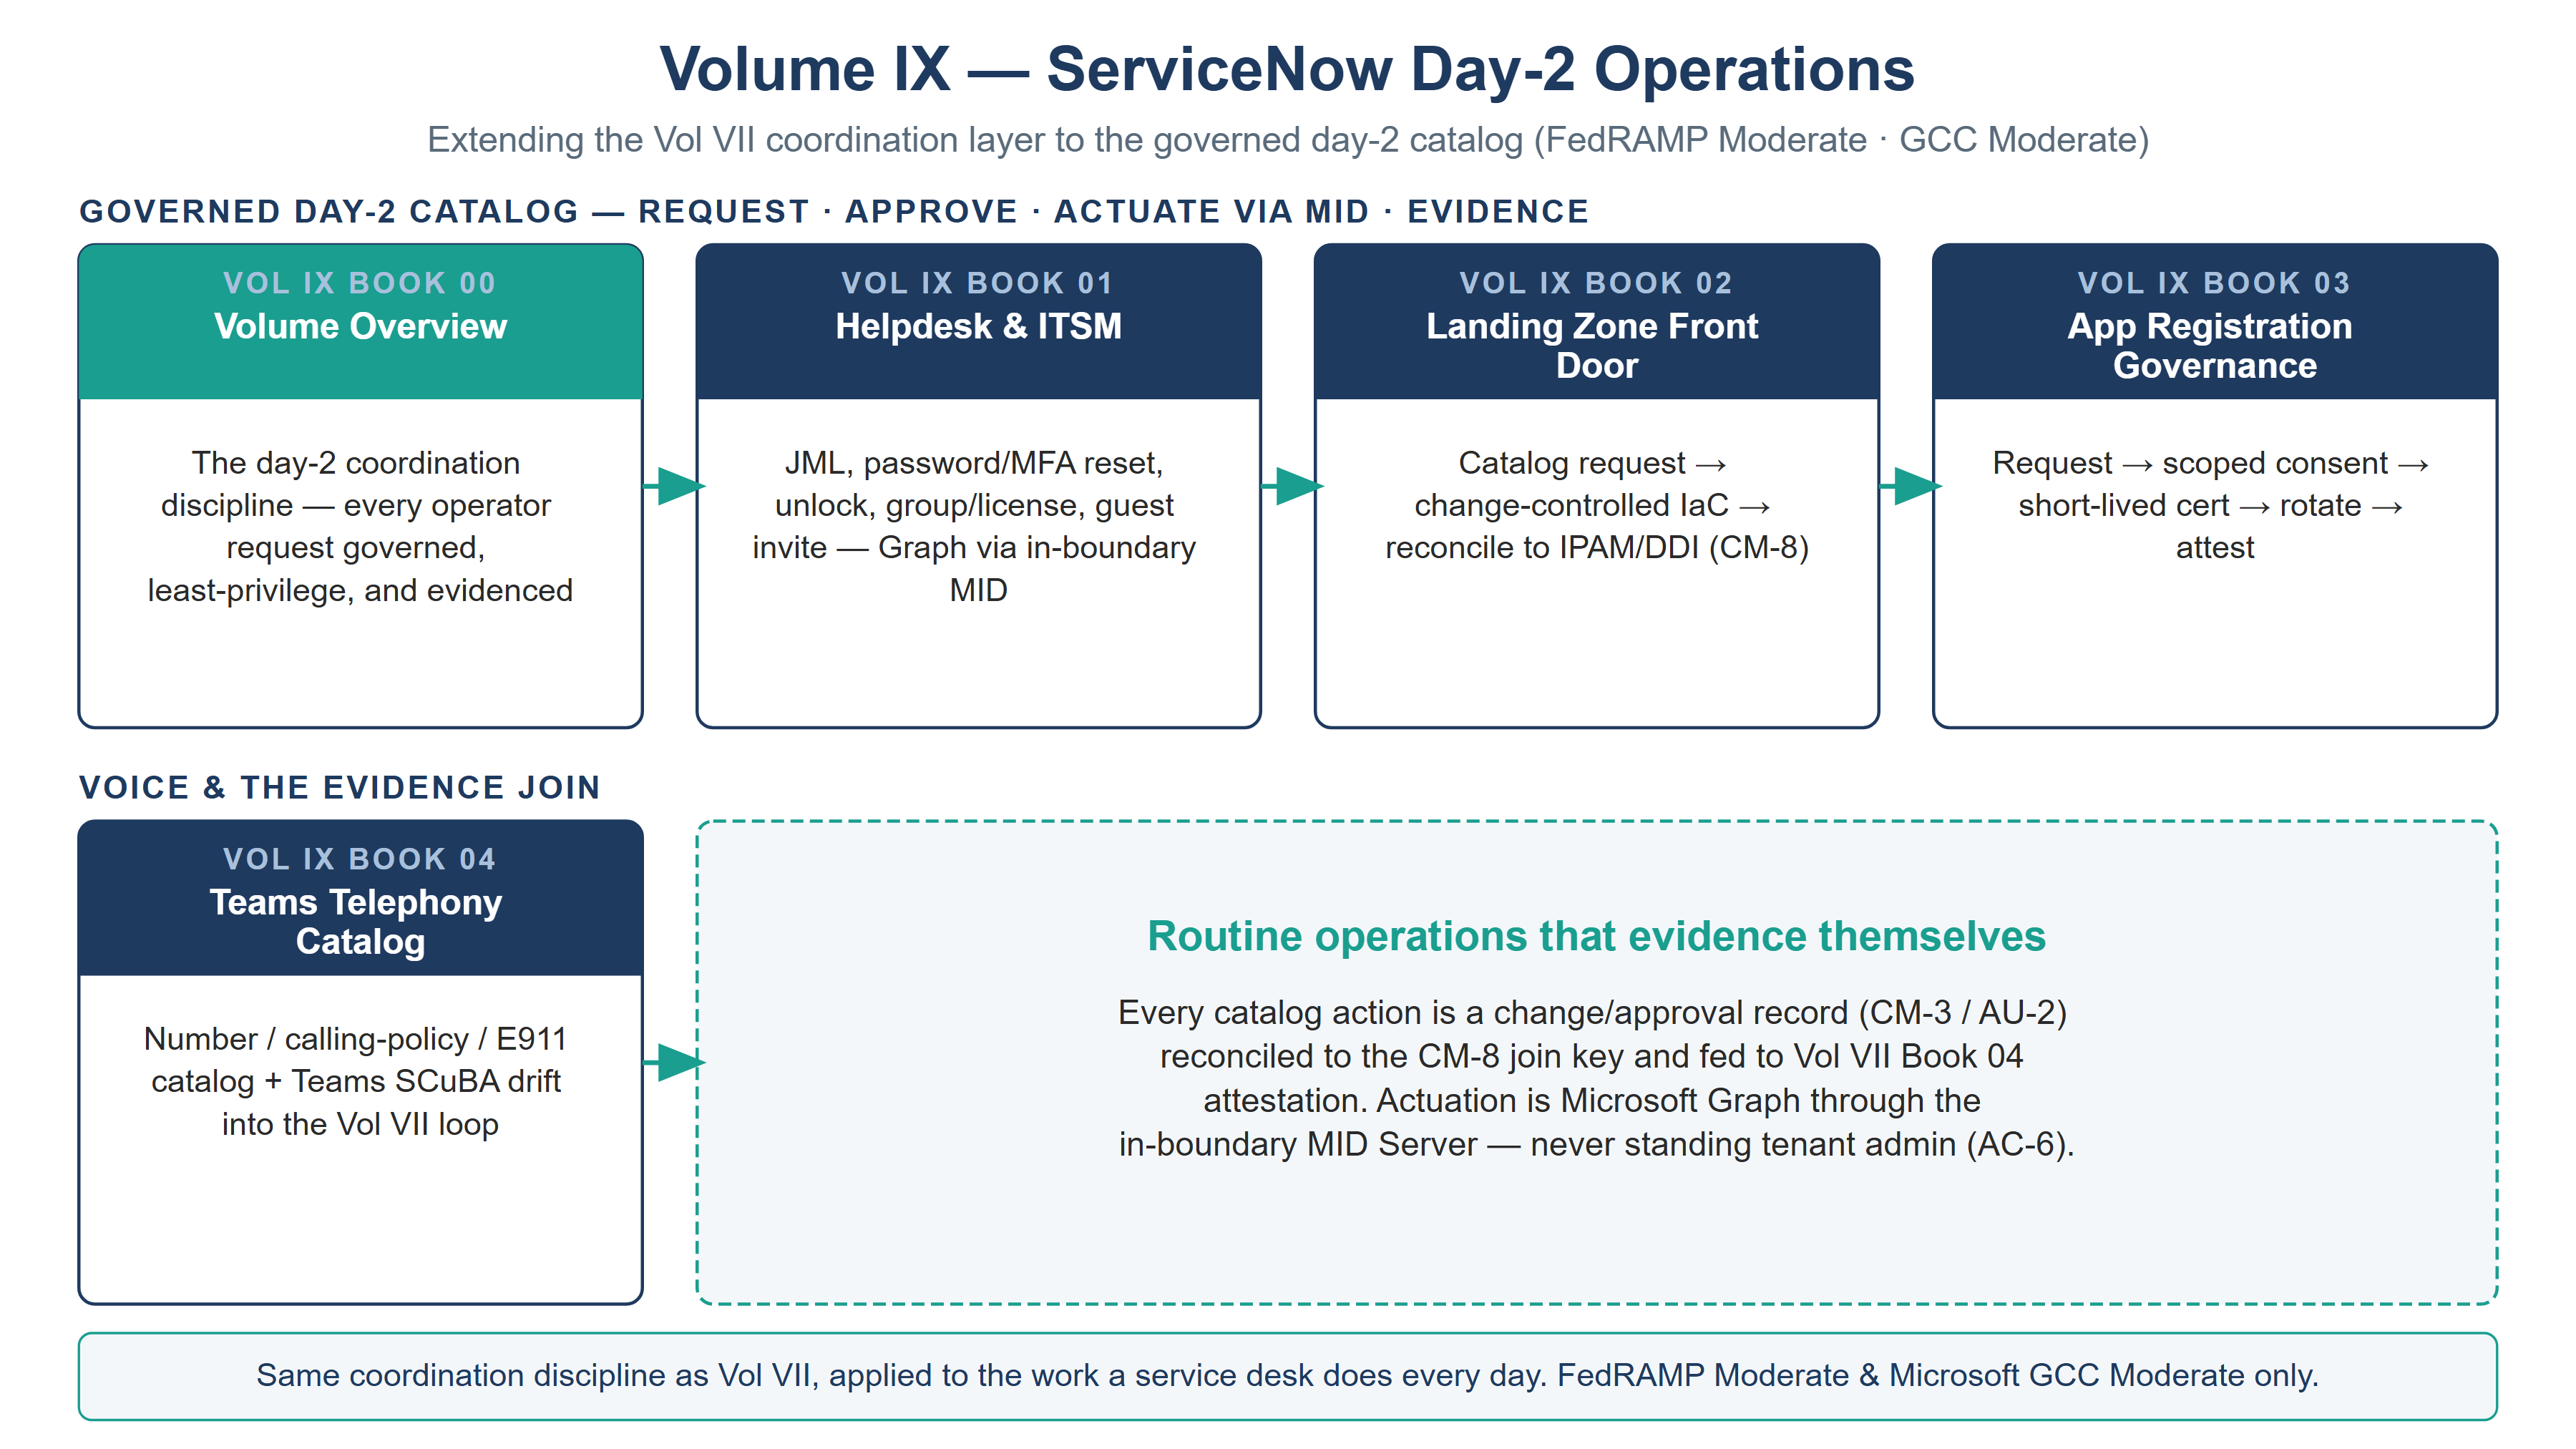 Volume IX — ServiceNow Day-2 Operations
Extending the Vol VII coordination layer to the governed day-2 catalog (FedRAMP Moderate · GCC Moderate)
GOVERNED DAY-2 CATALOG — REQUEST · APPROVE · ACTUATE VIA MID · EVIDENCE
VOL IX BOOK 00
Volume Overview
The day-2 coordination
discipline — every operator
request governed,
least-privilege, and evidenced
VOL IX BOOK 01
Helpdesk & ITSM
JML, password/MFA reset,
unlock, group/license, guest
invite — Graph via in-boundary
MID
VOL IX BOOK 02
Landing Zone Front
Door
Catalog request →
change-controlled IaC →
reconcile to IPAM/DDI (CM-8)
VOL IX BOOK 03
App Registration
Governance
Request → scoped consent →
short-lived cert → rotate →
attest
VOICE & THE EVIDENCE JOIN
VOL IX BOOK 04
Teams Telephony
Catalog
Number / calling-policy / E911
catalog + Teams SCuBA drift
into the Vol VII loop
Routine operations that evidence themselves
Every catalog action is a change/approval record (CM-3 / AU-2)
reconciled to the CM-8 join key and fed to Vol VII Book 04
attestation. Actuation is Microsoft Graph through the
in-boundary MID Server — never standing tenant admin (AC-6).
Same coordination discipline as Vol VII, applied to the work a service desk does every day. FedRAMP Moderate & Microsoft GCC Moderate only.